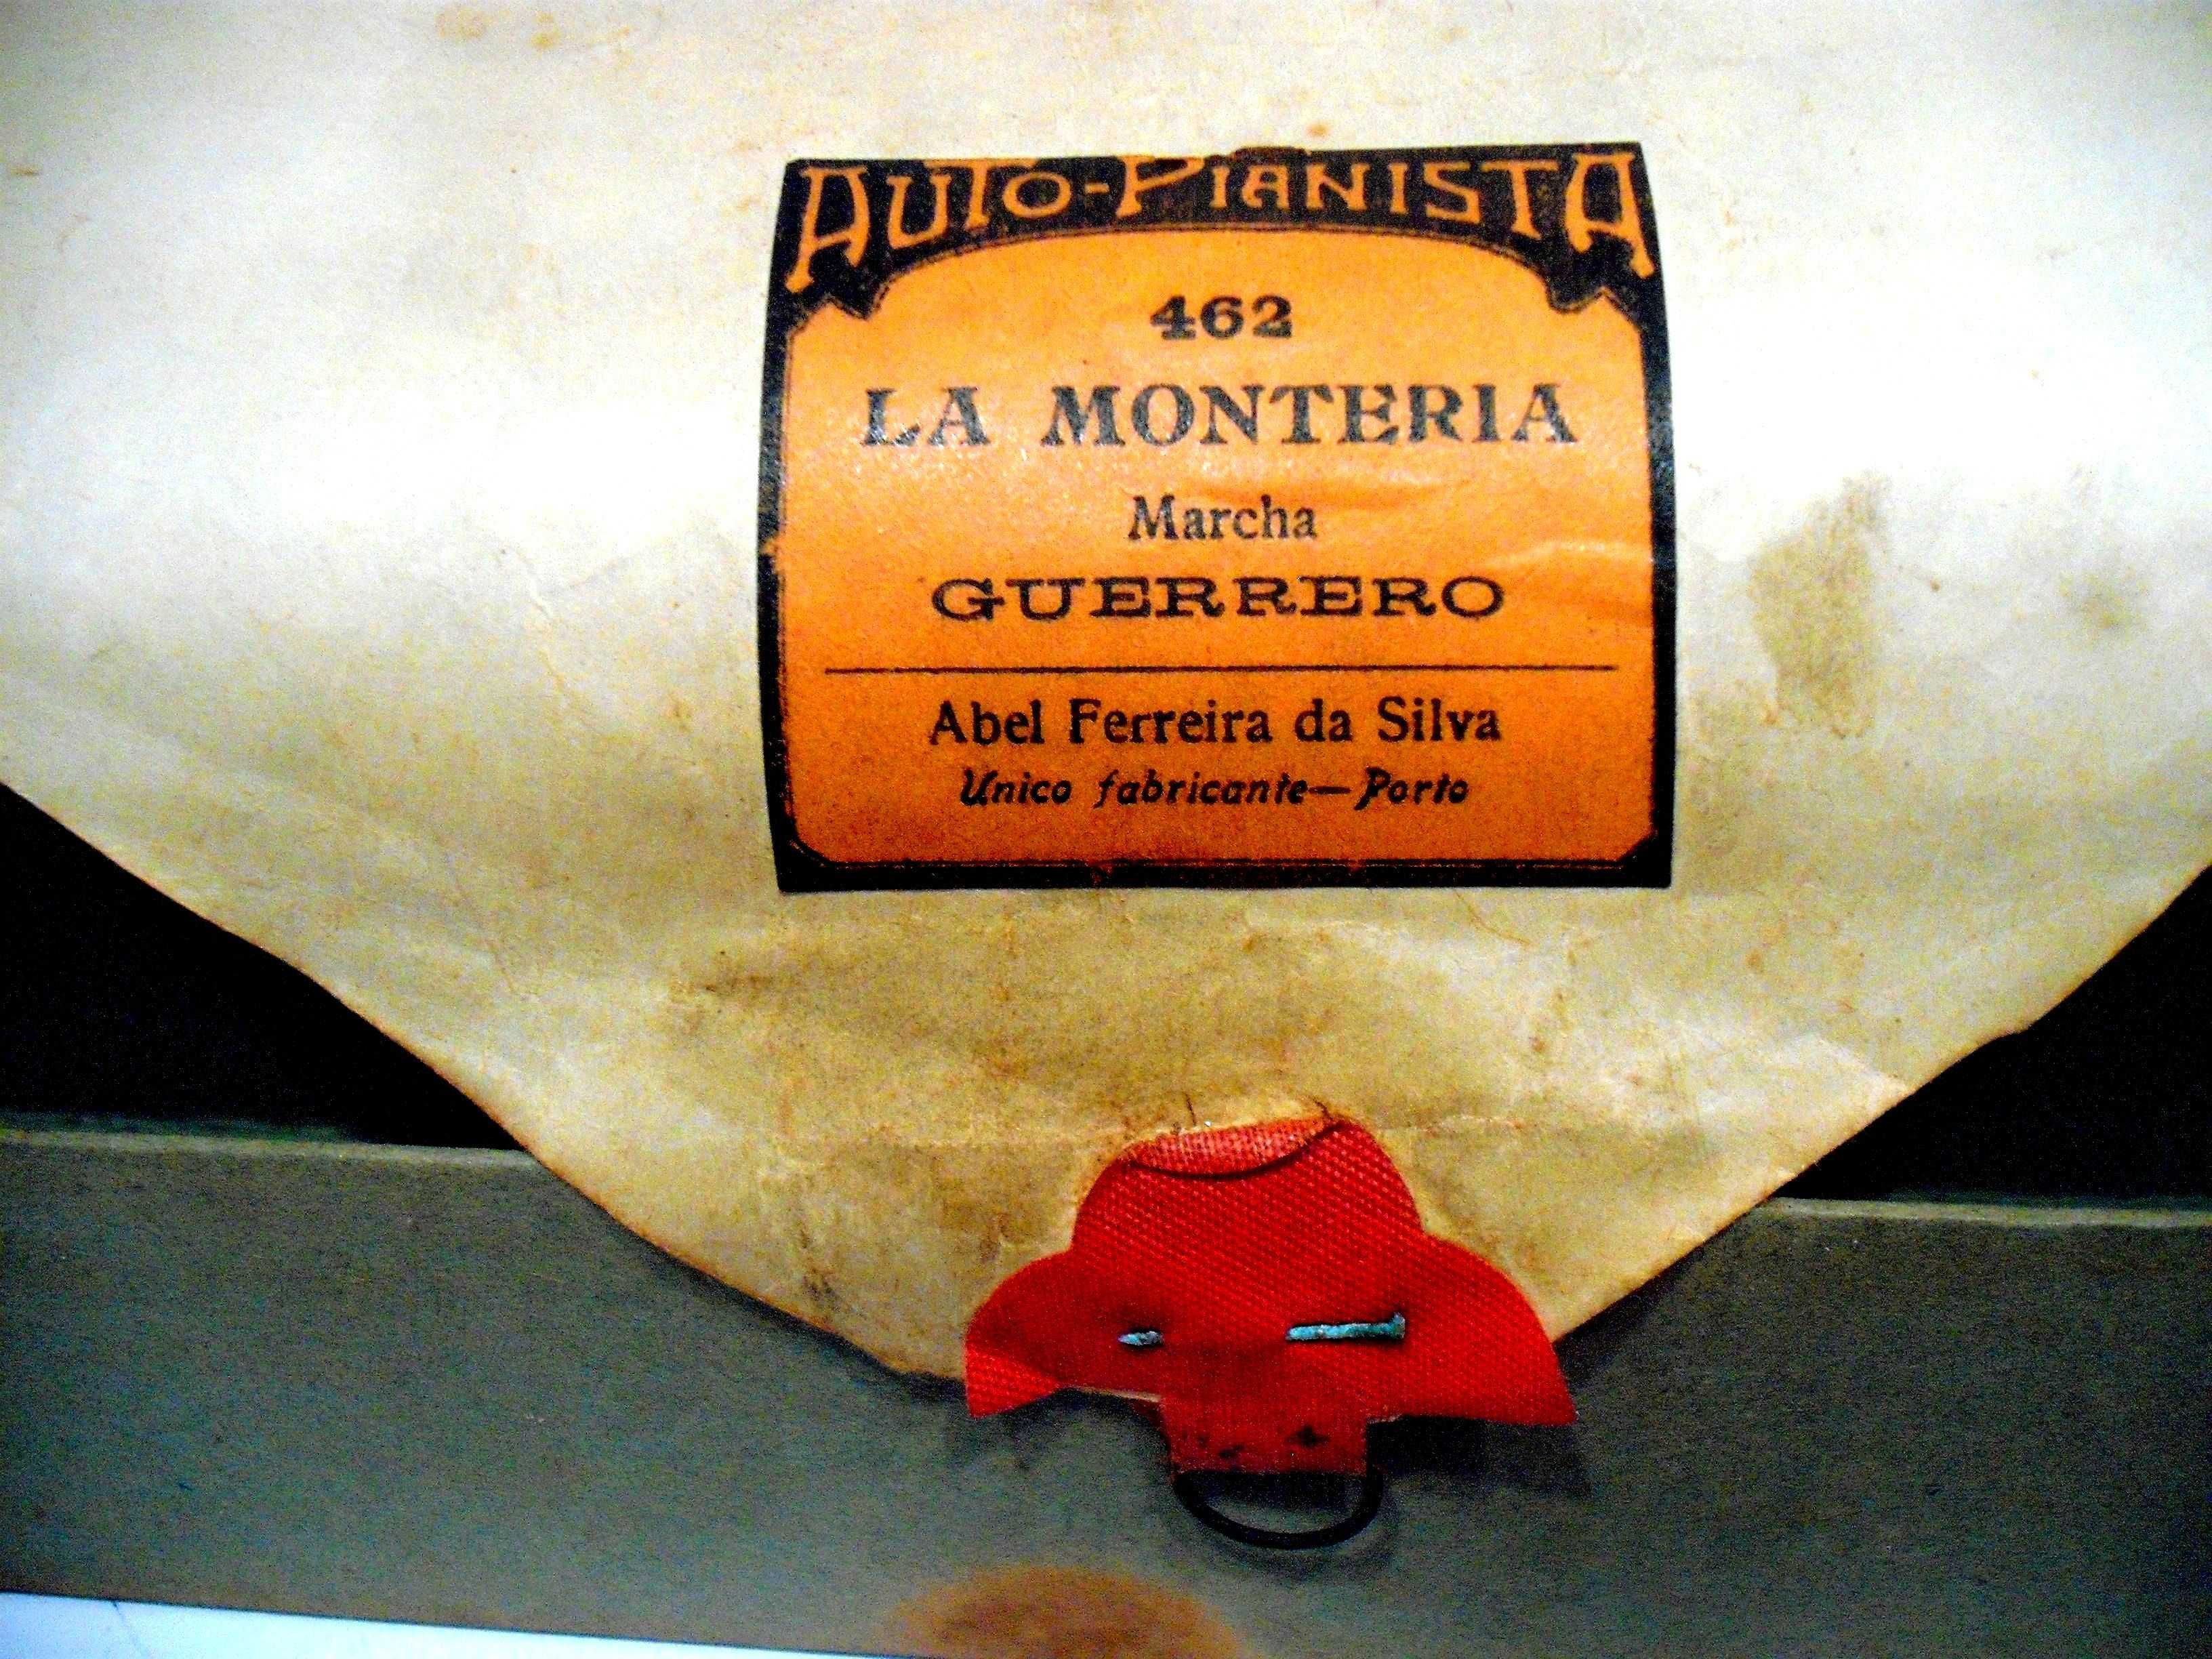 AUTO-PIANISTA
462
LA MONTERIA
Marcha
GUERRERO
Abel Ferreira da Silva
Unico fabricante—Porto